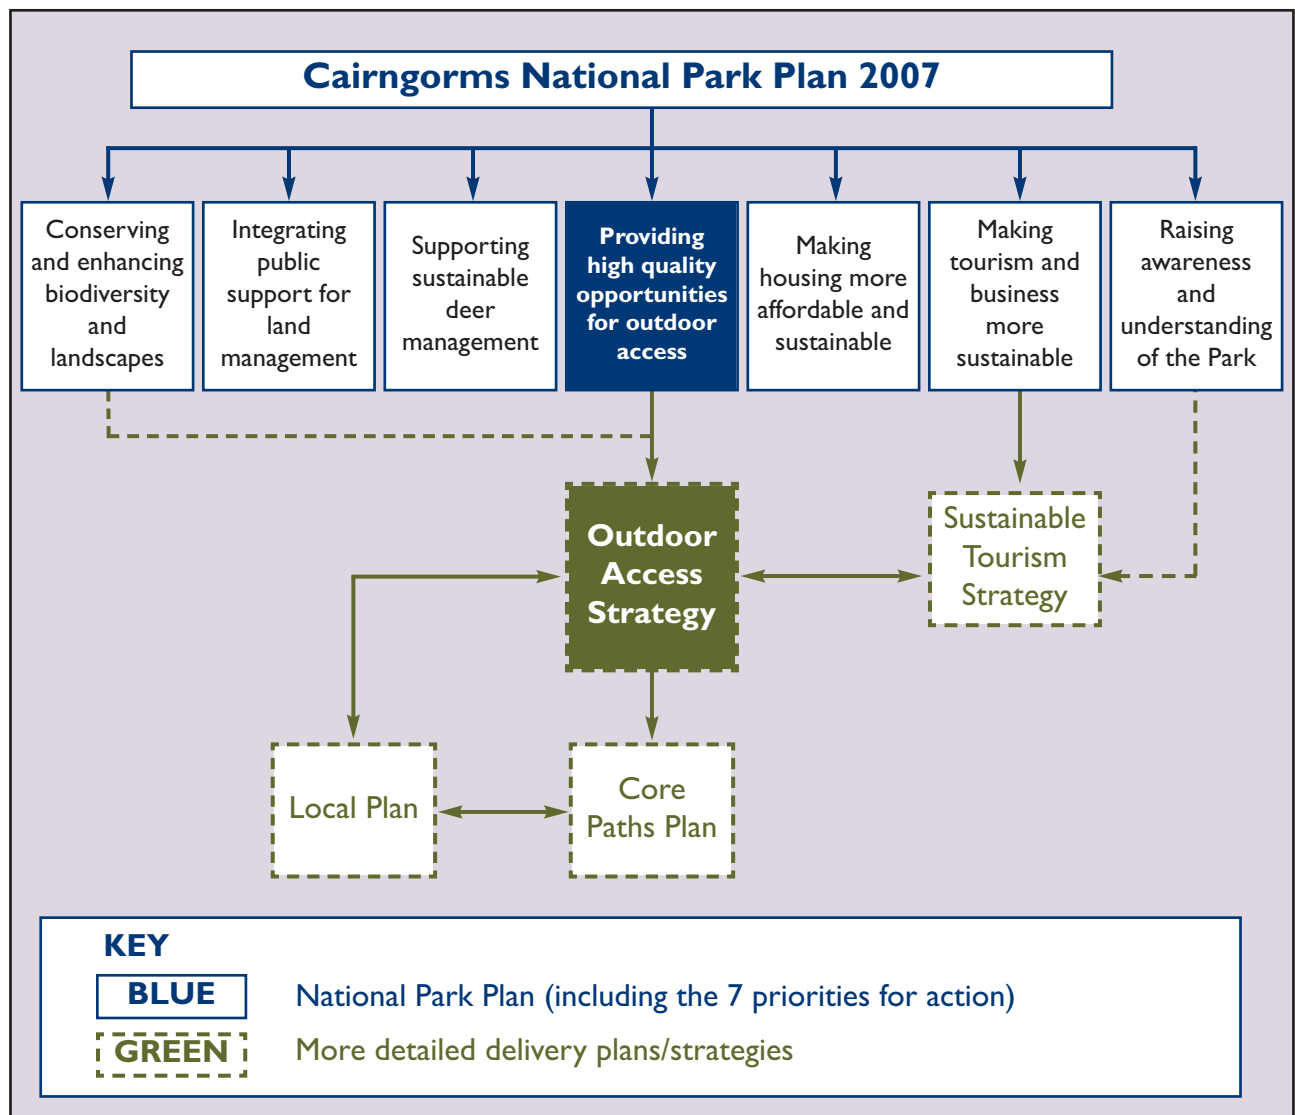 Cairngorms National Park Plan 2007
Conserving
and enhancing
biodiversity
and
landscapes
Integrating
public
support for
land
management
Supporting
sustainable
deer
management
Providing
high quality
opportunities
for outdoor
access
Making
housing more
affordable and
sustainable
Making
tourism and
business
more
sustainable
Raising
awareness
and
understanding
of the Park
Outdoor
Access
Strategy
Sustainable
Tourism
Strategy
Local Plan
Core
Paths Plan
KEY
BLUE National Park Plan (including the 7 priorities for action)
GREEN More detailed delivery plans/strategies